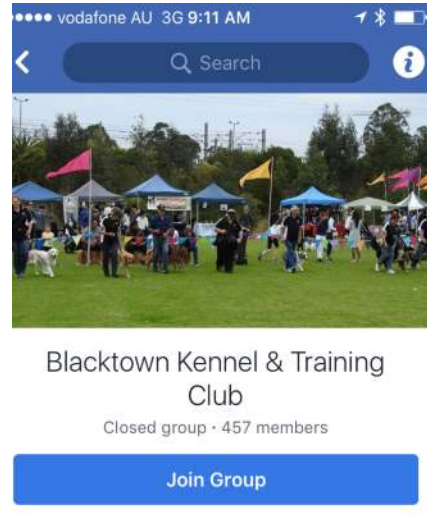 vodafone AU 3G 9:11 AM
Search
Blacktown Kennel & Training
Club
Closed group · 457 members
Join Group